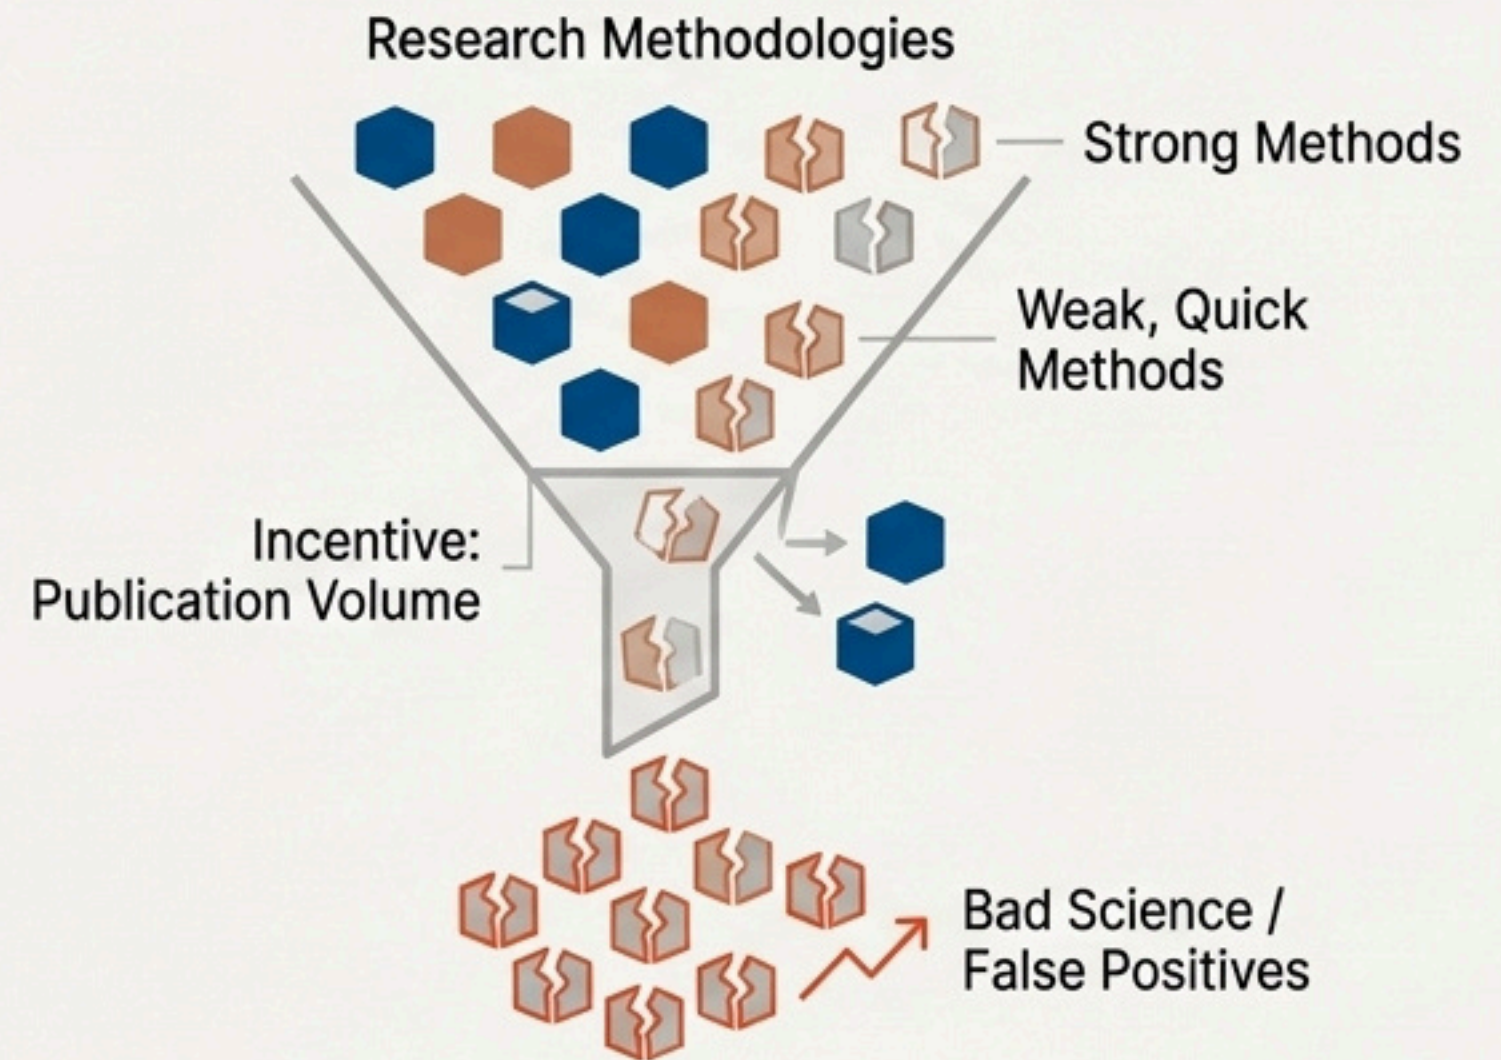 Research Methodologies
Strong Methods
Weak, Quick
Methods
Incentive:
Publication Volume
Bad Science /
False Positives